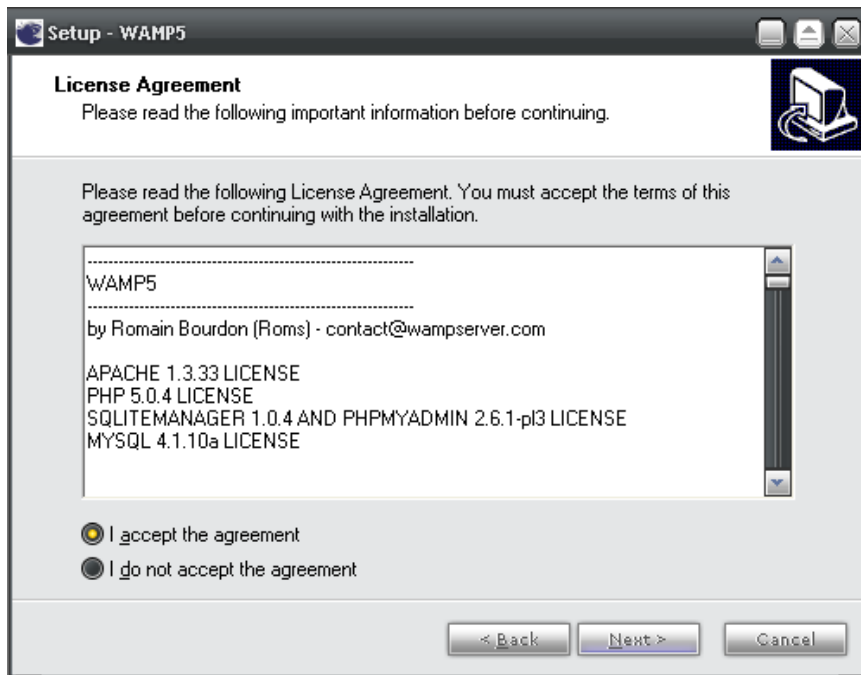 Setup - WAMP5
License Agreement
Please read the following important information before continuing.
Please read the following License Agreement. You must accept the terms of this
agreement before continuing with the installation.
------------------------------------------------------------
WAMP5
------------------------------------------------------------
by Romain Bourdon (Roms) - contact@wampserver.com
APACHE 1.3.33 LICENSE
PHP 5.0.4 LICENSE
SQLITEMANAGER 1.0.4 AND PHPMYADMIN 2.6.1-pl3 LICENSE
MYSQL 4.1.10a LICENSE
I accept the agreement
I do not accept the agreement
< Back Next > Cancel